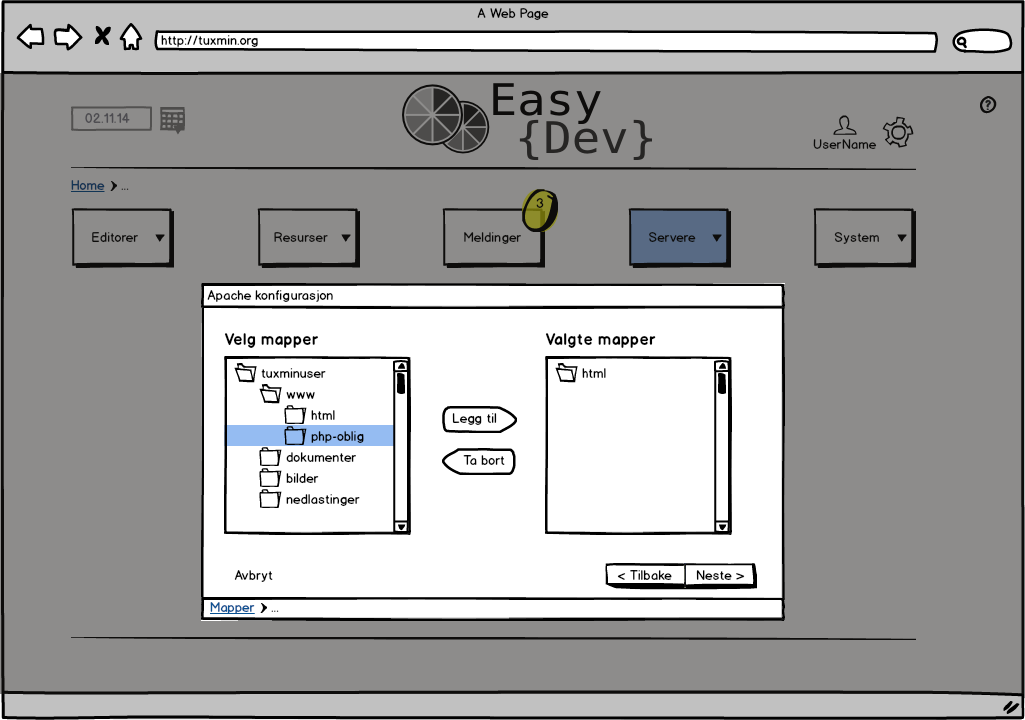 A Web Page
http://tuxmin.org
02.11.14
Easy
{Dev}
?
UserName
Home ...
3
Editorer
Resurser
Meldinger
Servere
System
Apache konfigurasjon
Velg mapper
Valgte mapper
tuxminuser
www
html
php-oblig
dokumenter
bilder
nedlastinger
html
Legg til
Ta bort
Avbryt
< Tilbake
Neste >
Mapper ...